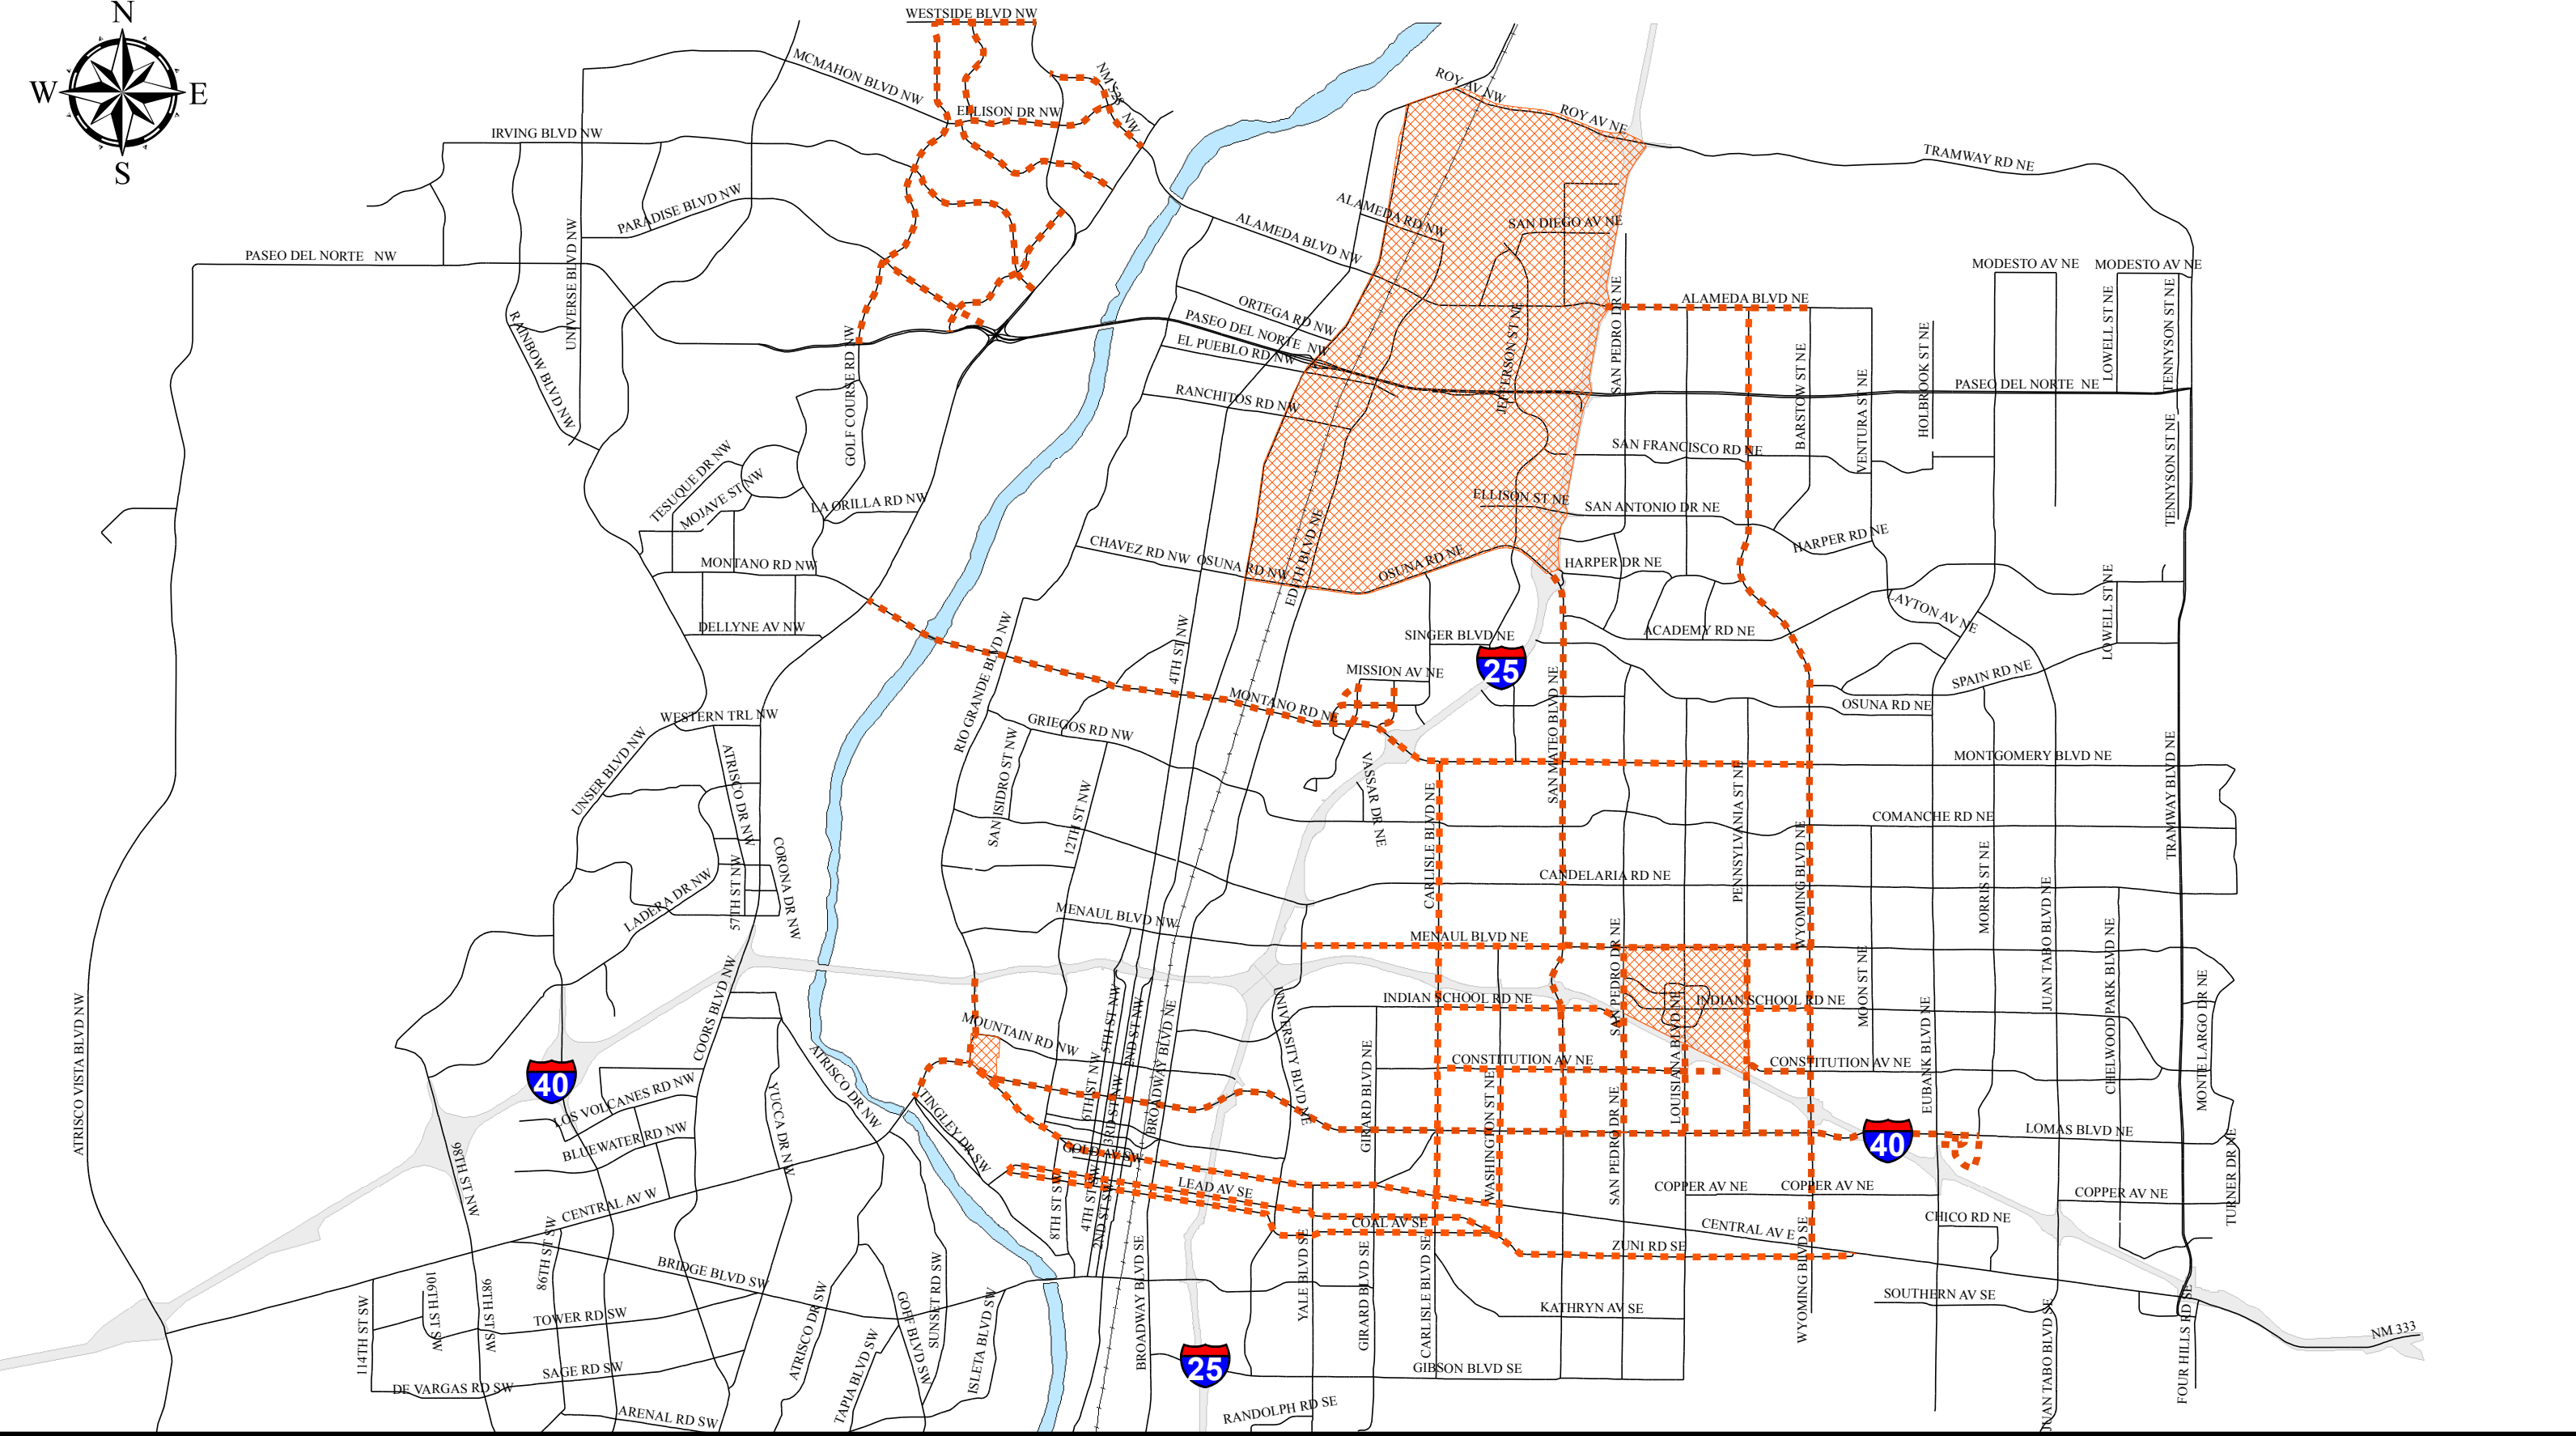 N
W
E
S
WESTSIDE BLVD NW
MCMAHON BLVD NW
NM 528 NW
ELLISON DR NW
IRVING BLVD NW
ROY AV NW
ROY AV NE
TRAMWAY RD NE
PARADISE BLVD NW
UNIVERSE BLVD NW
PASEO DEL NORTE NW
ALAMEDA RD NW
ALAMEDA BLVD NW
SAN DIEGO AV NE
MODESTO AV NE
MODESTO AV NE
RAINBOW BLVD NW
GOLF COURSE RD NW
ORTEGA RD NW
PASEO DEL NORTE NW
EL PUEBLO RD NW
RANCHITOS RD NW
JEFFERSON ST NE
SAN PEDRO DR NE
ALAMEDA BLVD NE
BARSTOW ST NE
VENTURA ST NE
HOLBROOK ST NE
LOWELL ST NE
TENNYSON ST NE
PASEO DEL NORTE NE
TENNYSON ST NE
TESUQUE DR NW
MOJAVE ST NW
LA ORILLA RD NW
SAN FRANCISCO RD NE
ELLISON ST NE
SAN ANTONIO DR NE
HARPER RD NE
MONTANO RD NW
CHAVEZ RD NW
OSUNA RD NW
EDITH BLVD NE
OSUNA RD NE
HARPER DR NE
LAYTON AV NE
LOWELL ST NE
DELLYNE AV NW
RIO GRANDE BLVD NW
4TH ST NW
SINGER BLVD NE
ACADEMY RD NE
25
MISSION AV NE
SPAIN RD NE
MONTANO RD NE
SAN MATEO BLVD NE
OSUNA RD NE
WESTERN TRL NW
UNSER BLVD NW
ATRISCO DR NW
GRIEGOS RD NW
SAN ISIDRO ST NW
12TH ST NW
VASSAR DR NE
CARLISLE BLVD NE
PENNSYLVANIA ST NE
MONTGOMERY BLVD NE
TRAMWAY BLVD NE
COMANCHE RD NE
WYOMING BLVD NE
CORONA DR NW
57TH ST NW
LADERA DR NW
CANDELARIA RD NE
MORRIS ST NE
JUAN TABO BLVD NE
MENAUL BLVD NW
MENAUL BLVD NE
SAN PEDRO DR NE
MOON ST NE
CHELWOOD PARK BLVD NE
MONTE LARGO DR NE
ATRISCO VISTA BLVD NW
COORS BLVD NW
MOUNTAIN RD NW
5TH ST NW
2ND ST NW
BROADWAY BLVD NE
UNIVERSITY BLVD NE
INDIAN SCHOOL RD NE
INDIAN SCHOOL RD NE
LOUISIANA BLVD NE
EUBANK BLVD NE
40
LOS VOLCANES RD NW
BLUEWATER RD NW
ATRISCO DR NW
YUCCA DR NW
TINGLEY DR SW
6TH ST NW
3RD ST NW
GIRARD BLVD NE
CONSTITUTION AV NE
CONSTITUTION AV NE
WASHINGTON ST NE
SAN PEDRO DR NE
40
LOMAS BLVD NE
TURNER DR NE
98TH ST NW
GOLD AV SW
LEAD AV SE
COPPER AV NE
COPPER AV NE
COPPER AV NE
CENTRAL AV W
86TH ST SW
8TH ST SW
4TH ST SW
2ND ST SW
COAL AV SE
CENTRAL AV E
CHICO RD NE
ZUNI RD SE
BRIDGE BLVD SW
114TH ST SW
106TH ST SW
98TH ST SW
TOWER RD SW
ATRISCO DR SW
GOFF BLVD SW
SUNSET RD SW
ISLETA BLVD SW
BROADWAY BLVD SE
YALE BLVD SE
GIRARD BLVD SE
CARLISLE BLVD SE
KATHRYN AV SE
WYOMING BLVD SE
SOUTHERN AV SE
JUAN TABO BLVD SE
FOUR HILLS RD SE
NM 333
SAGE RD SW
DE VARGAS RD SW
TAPIA BLVD SW
25
GIBSON BLVD SE
ARENAL RD SW
RANDOLPH RD SE